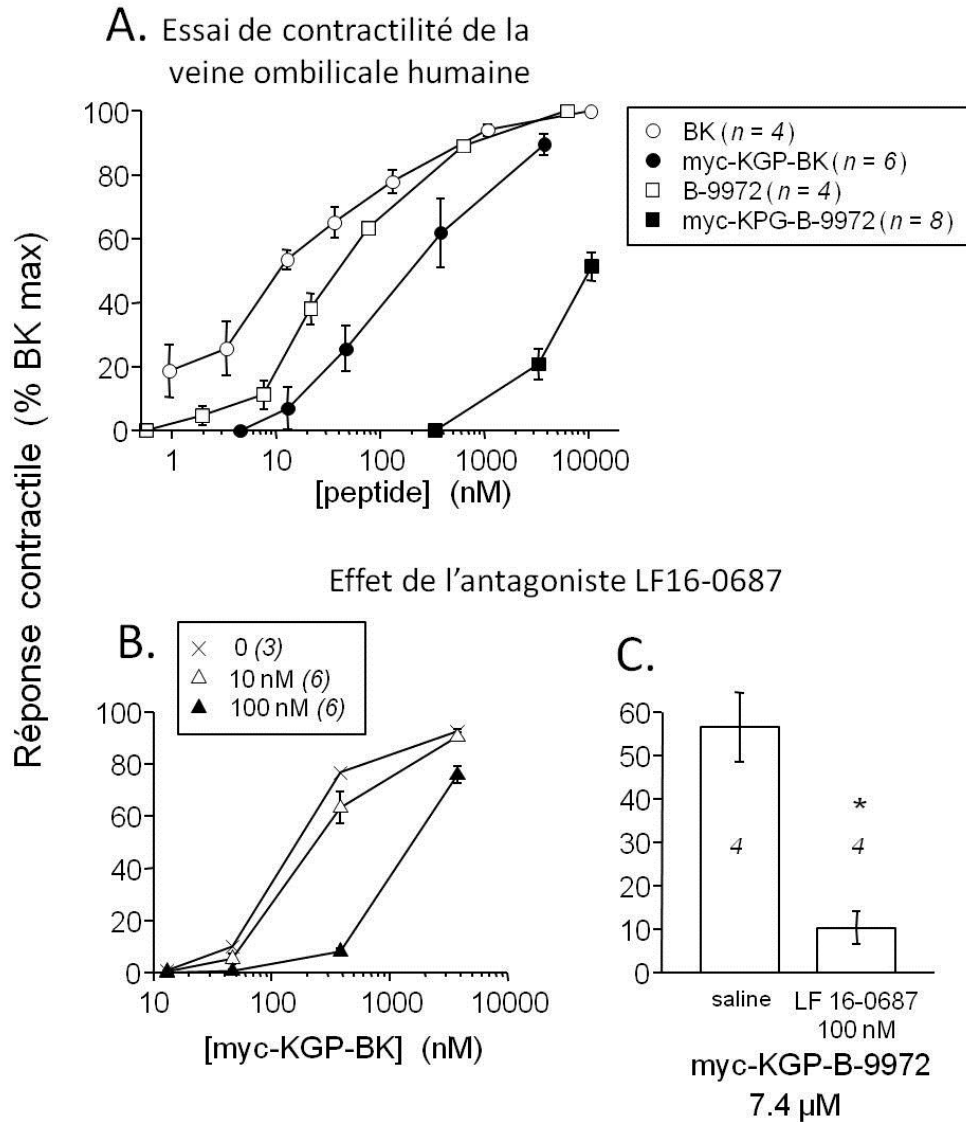 A. Essai de contractilité de la
veine ombilicale humaine
Réponse contractile (% BK max)
100
80
60
40
20
0
1 10 100 1000 10000
[peptide] (nM)
BK (n = 4)
myc-KGP-BK (n = 6)
B-9972 (n = 4)
myc-KPG-B-9972 (n = 8)
Effet de l'antagoniste LF16-0687
B.
0 (3)
10 nM (6)
100 nM (6)
100
80
60
40
20
0
10 100 1000 10000
[myc-KGP-BK] (nM)
C.
60
50
40
30
20
10
0
4
*
4
saline LF 16-0687
100 nM
myc-KGP-B-9972
7.4 µM